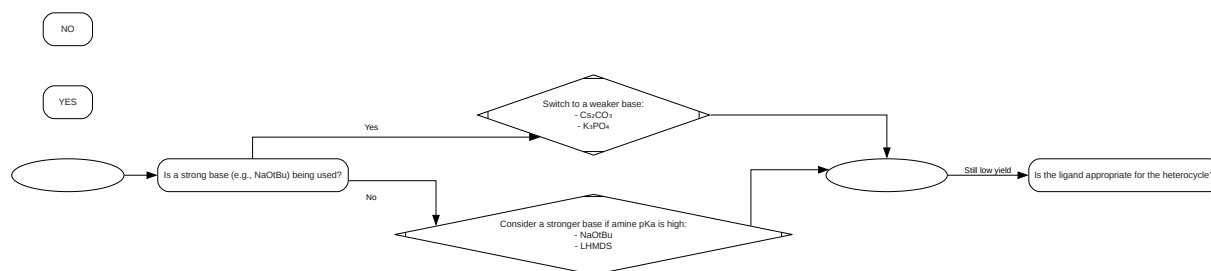 NO
YES
Is a strong base (e.g., NaOtBu) being used?
Yes
No
Switch to a weaker base:
- Cs₂CO₃
- K₃PO₄
Consider a stronger base if amine pKa is high:
- NaOtBu
- LHMDS
Still low yield
Is the ligand appropriate for the heterocycle?